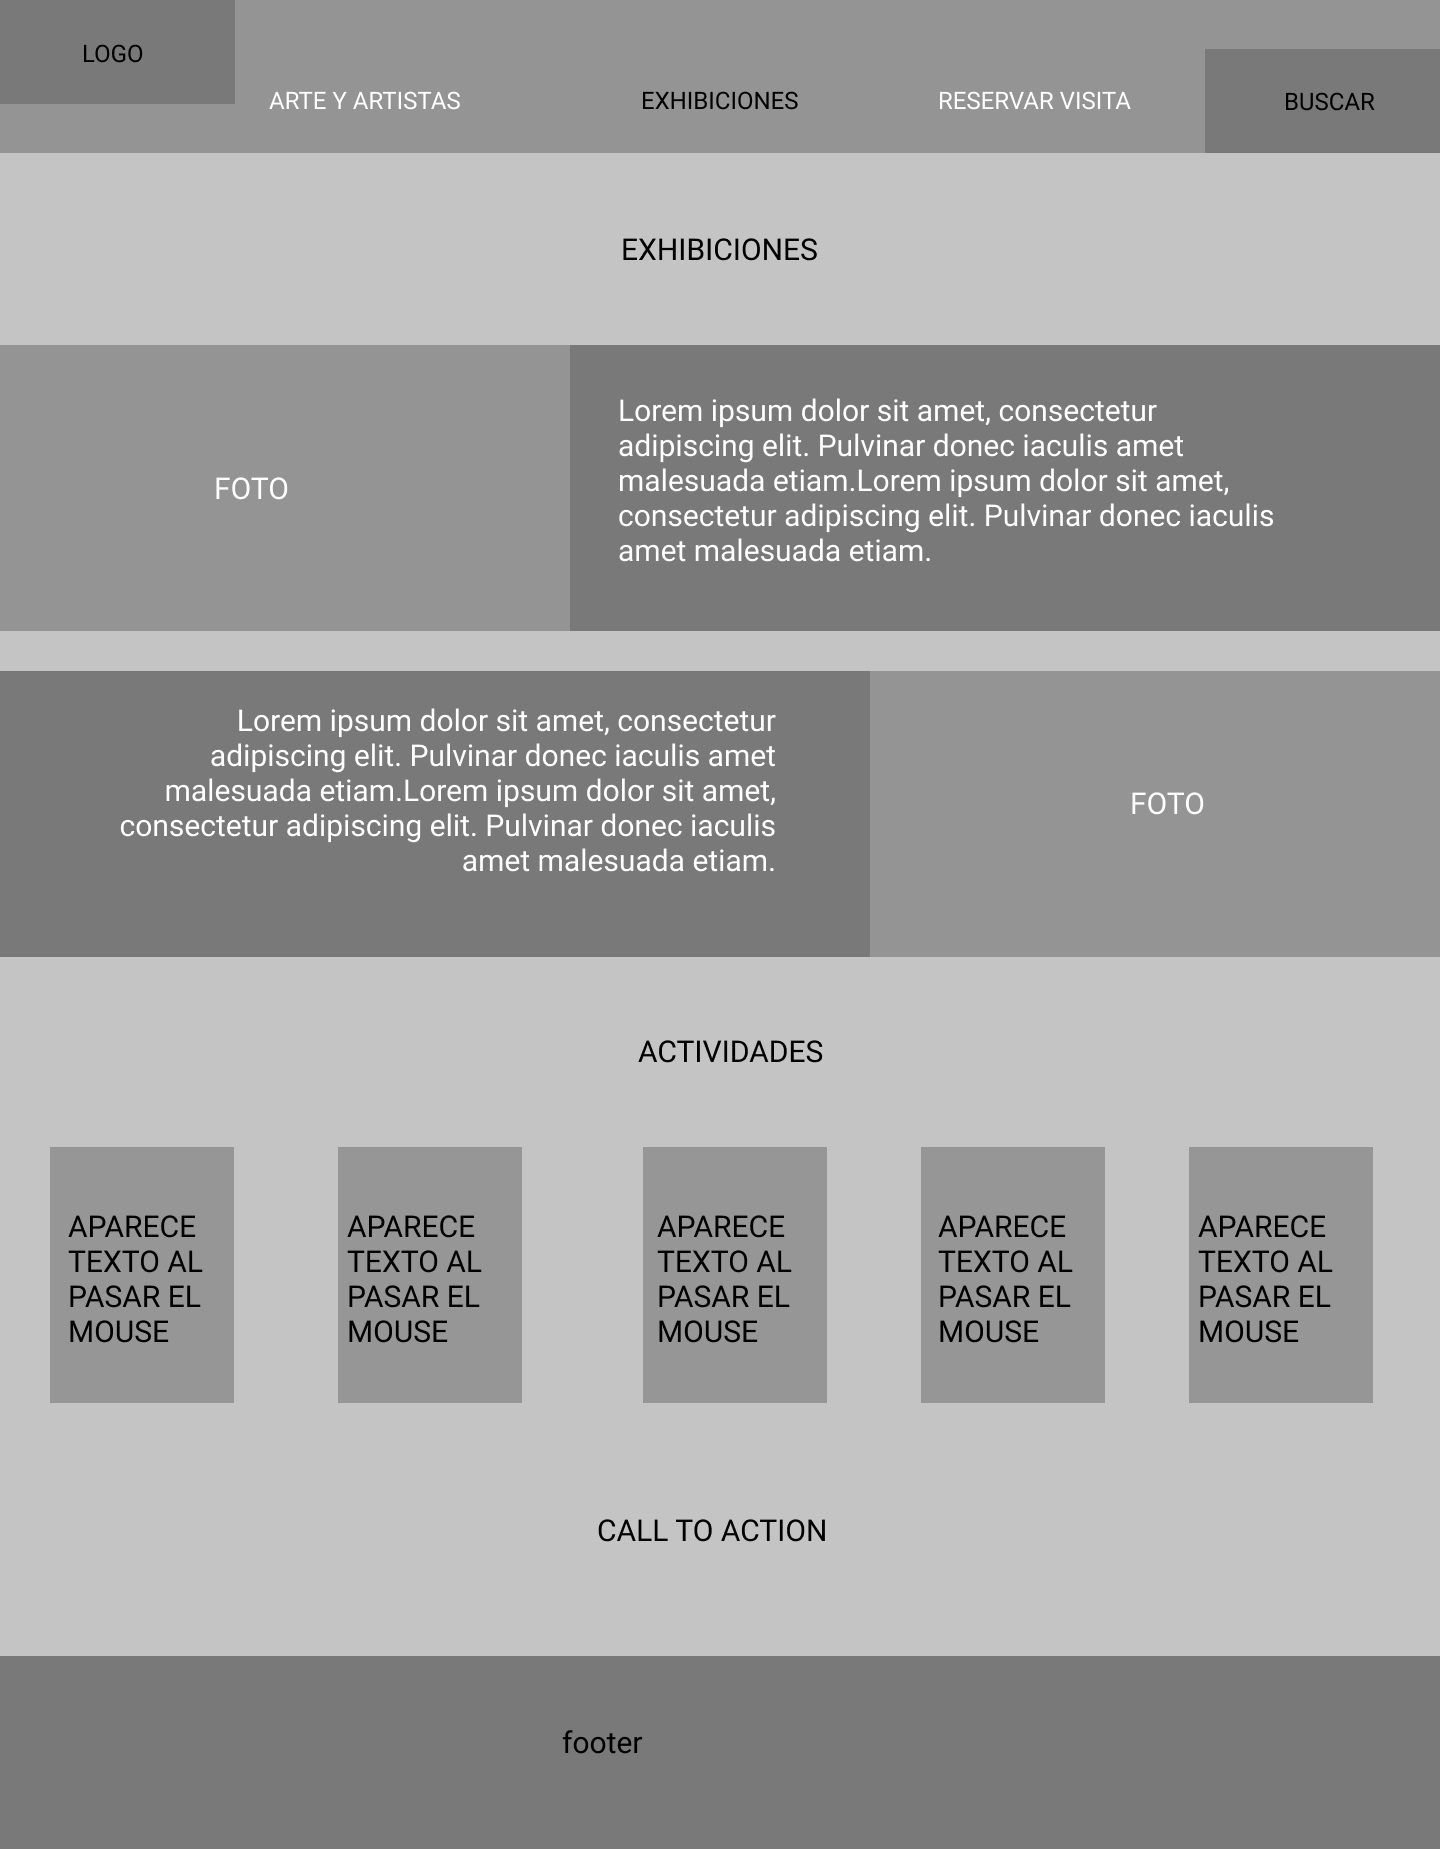 LOGO
ARTE Y ARTISTAS
EXHIBICIONES
RESERVAR VISITA
BUSCAR
EXHIBICIONES
FOTO
Lorem ipsum dolor sit amet, consectetur
adipiscing elit. Pulvinar donec iaculis amet
malesuada etiam.Lorem ipsum dolor sit amet,
consectetur adipiscing elit. Pulvinar donec iaculis
amet malesuada etiam.
Lorem ipsum dolor sit amet, consectetur
adipiscing elit. Pulvinar donec iaculis amet
malesuada etiam.Lorem ipsum dolor sit amet,
consectetur adipiscing elit. Pulvinar donec iaculis
amet malesuada etiam.
FOTO
ACTIVIDADES
APARECE
TEXTO AL
PASAR EL
MOUSE
APARECE
TEXTO AL
PASAR EL
MOUSE
APARECE
TEXTO AL
PASAR EL
MOUSE
APARECE
TEXTO AL
PASAR EL
MOUSE
APARECE
TEXTO AL
PASAR EL
MOUSE
CALL TO ACTION
footer